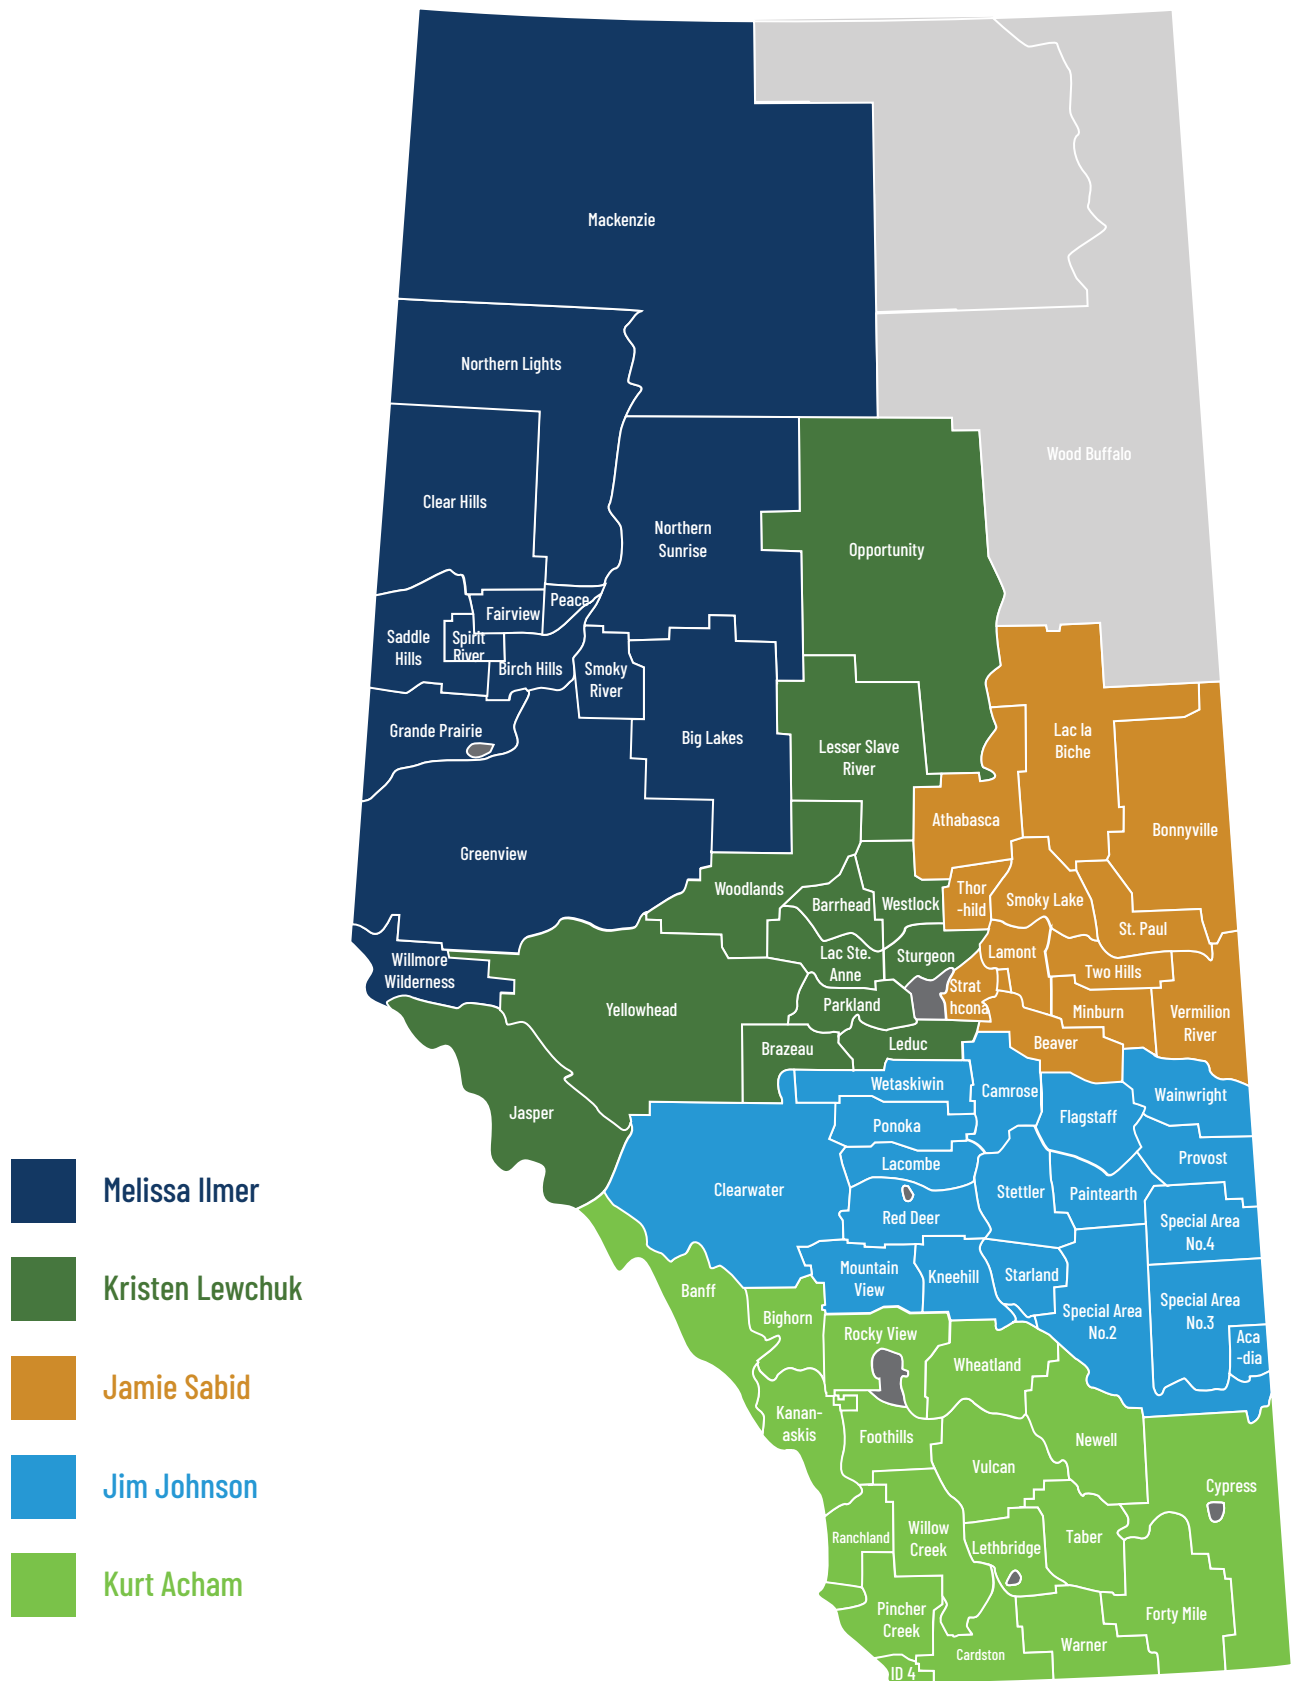 Mackenzie
Northern Lights
Wood Buffalo
Clear Hills
Northern
Sunrise
Opportunity
Peace
Fairview
Saddle
Hills
Spirit
River
Birch Hills
Smoky
River
Grande Prairie
Big Lakes
Lesser Slave
River
Lac la
Biche
Athabasca
Bonnyville
Greenview
Woodlands
Barrhead
Westlock
Thor
-hild
Smoky Lake
St. Paul
Willmore
Wilderness
Lac Ste.
Anne
Sturgeon
Lamont
Two Hills
Yellowhead
Parkland
Strat
hcona
Minburn
Vermilion
River
Brazeau
Leduc
Beaver
Jasper
Wetaskiwin
Camrose
Wainwright
Ponoka
Flagstaff
Lacombe
Provost
Clearwater
Stettler
Paintearth
Red Deer
Special Area
No.4
Mountain
View
Kneehill
Starland
Special Area
No.2
Special Area
No.3
Aca
-dia
Banff
Bighorn
Rocky View
Wheatland
Kanan-
askis
Foothills
Newell
Vulcan
Cypress
Ranchland
Willow
Creek
Lethbridge
Taber
Pincher
Creek
Forty Mile
Cardston
Warner
ID 4
Melissa Ilmer
Kristen Lewchuk
Jamie Sabid
Jim Johnson
Kurt Acham